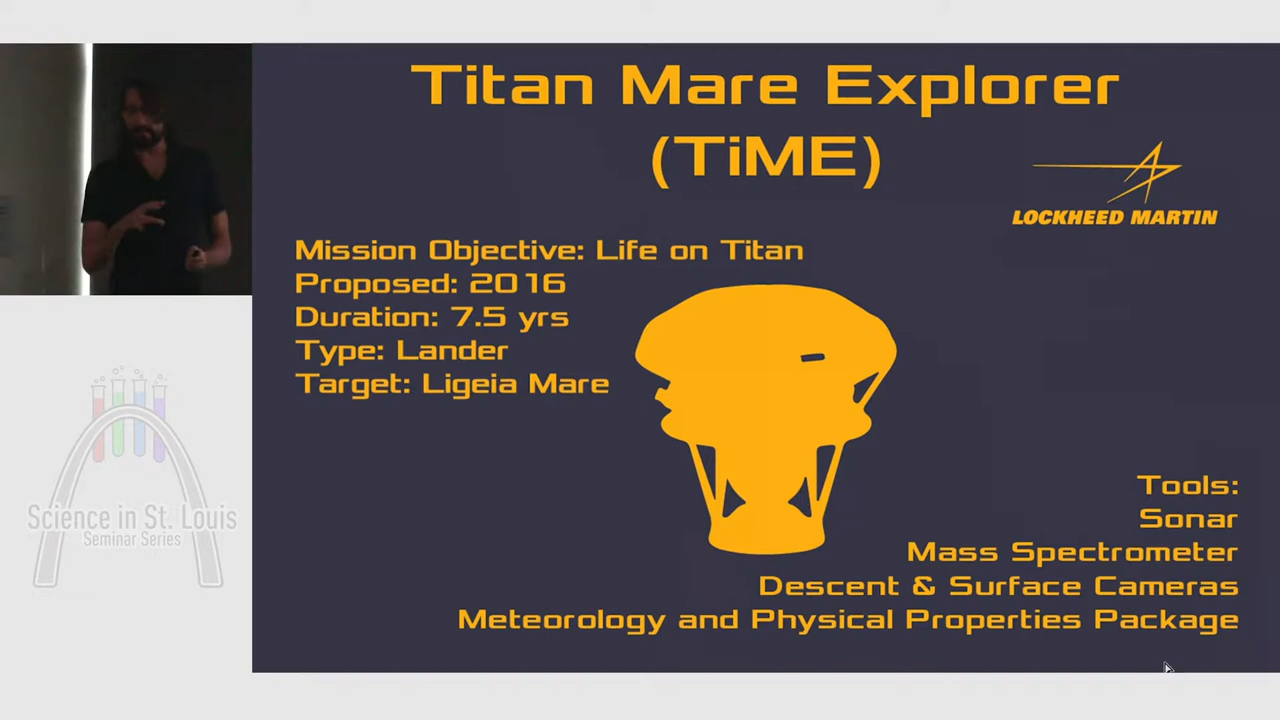 Titan Mare Explorer
(TiME)
LOCKHEED MARTIN
Mission Objective: Life on Titan
Proposed: 2016
Duration: 7.5 yrs
Type: Lander
Target: Ligeia Mare
Tools:
Sonar
Mass Spectrometer
Descent & Surface Cameras
Meteorology and Physical Properties Package
Science in St. Louis
Seminar Series